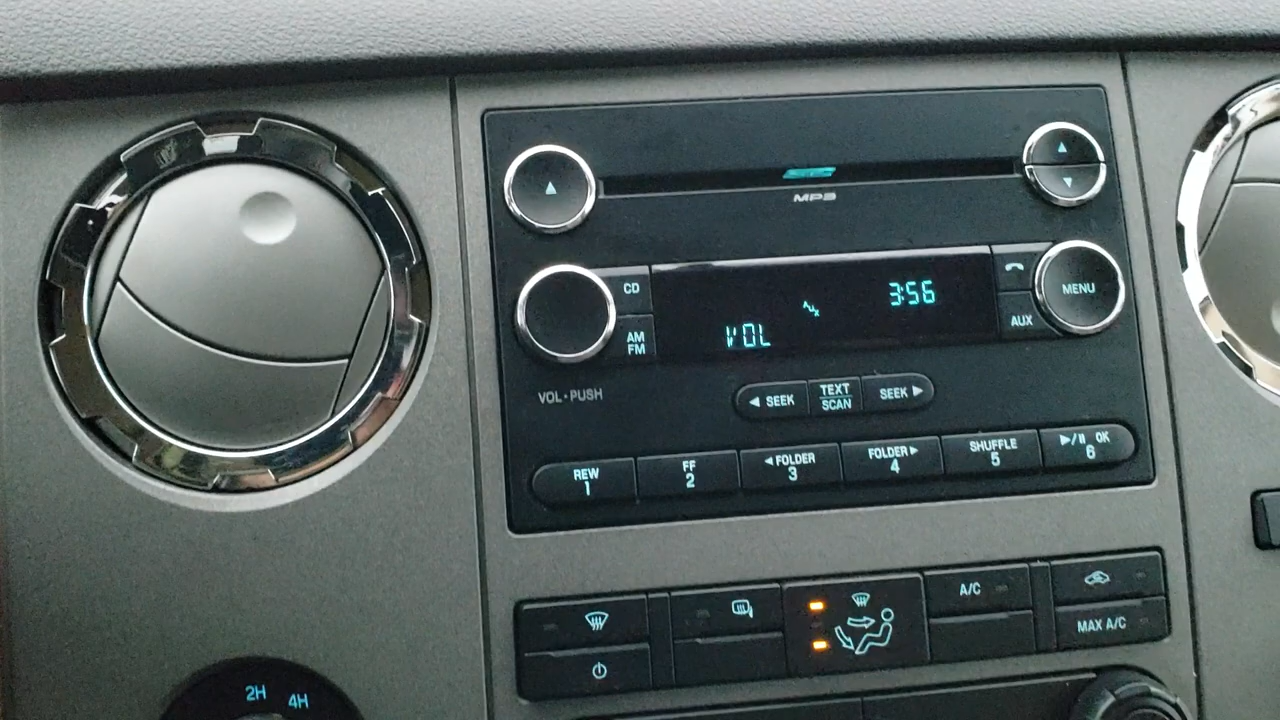 MP3
CD
3:56
MENU
AUX
VOL
AUX
AM
FM
VOL•PUSH
◀ SEEK
TEXT
SCAN
SEEK ▶
REW
1
FF
2
◀FOLDER
3
FOLDER▶
4
SHUFFLE
5
▶/II OK
6
A/C
MAX A/C
2H
4H